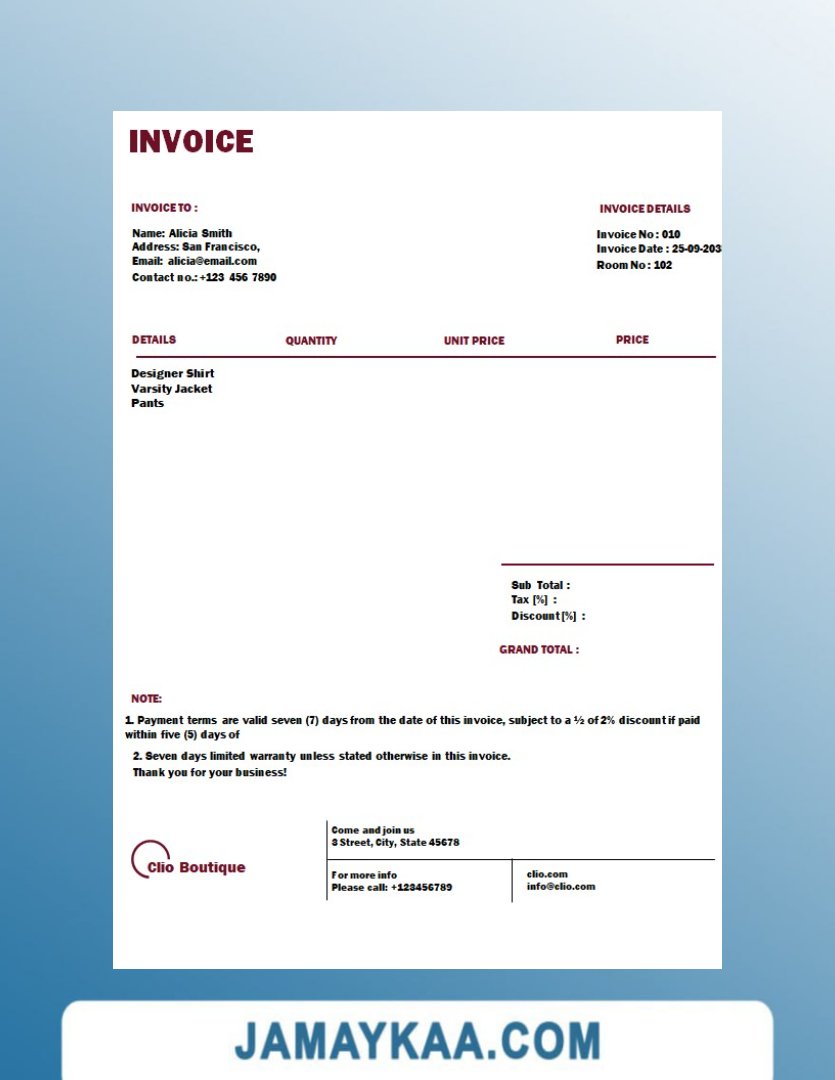 INVOICE
INVOICE TO :
Name: Alicia Smith
Address: San Francisco,
Email: alicia@email.com
Contact no.: +123 456 7890
INVOICE DETAILS
Invoice No : 010
Invoice Date : 25-09-203
Room No : 102
DETAILS QUANTITY UNIT PRICE PRICE
Designer Shirt
Varsity Jacket
Pants
Sub Total :
Tax [%] :
Discount [%] :
GRAND TOTAL :
NOTE:
1. Payment terms are valid seven (7) days from the date of this invoice, subject to a ½ of 2% discount if paid
within five (5) days of
2. Seven days limited warranty unless stated otherwise in this invoice.
Thank you for your business!
Clio Boutique
Come and join us
3 Street, City, State 45678
For more info
Please call: +123456789
clio.com
info@clio.com
JAMAYKAA.COM